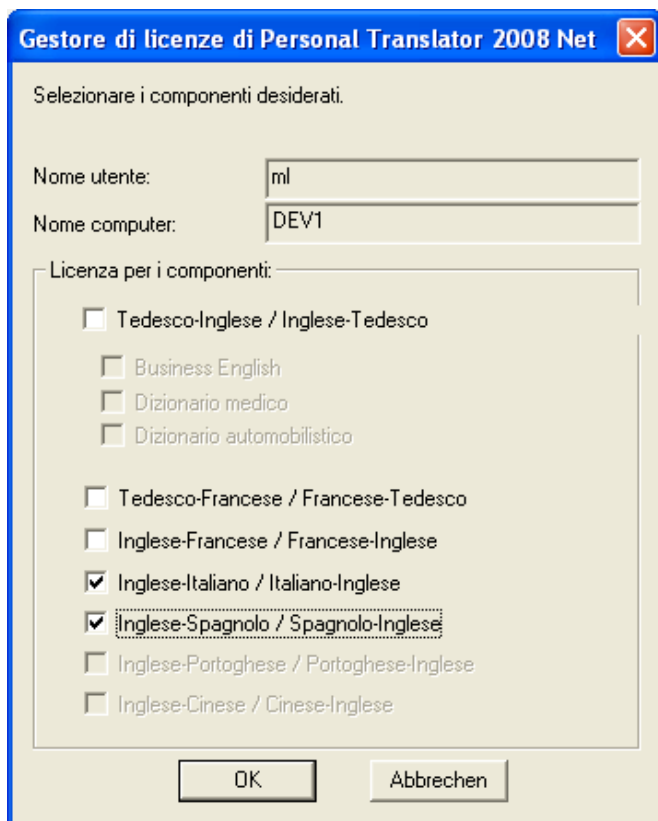 Gestore di licenze di Personal Translator 2008 Net
Selezionare i componenti desiderati.
Nome utente: ml
Nome computer: DEV1
Licenza per i componenti:
Tedesco-Inglese / Inglese-Tedesco
Business English
Dizionario medico
Dizionario automobilistico
Tedesco-Francese / Francese-Tedesco
Inglese-Francese / Francese-Inglese
Inglese-Italiano / Italiano-Inglese
Inglese-Spagnolo / Spagnolo-Inglese
Inglese-Portoghese / Portoghese-Inglese
Inglese-Cinese / Cinese-Inglese
OK Abbrechen